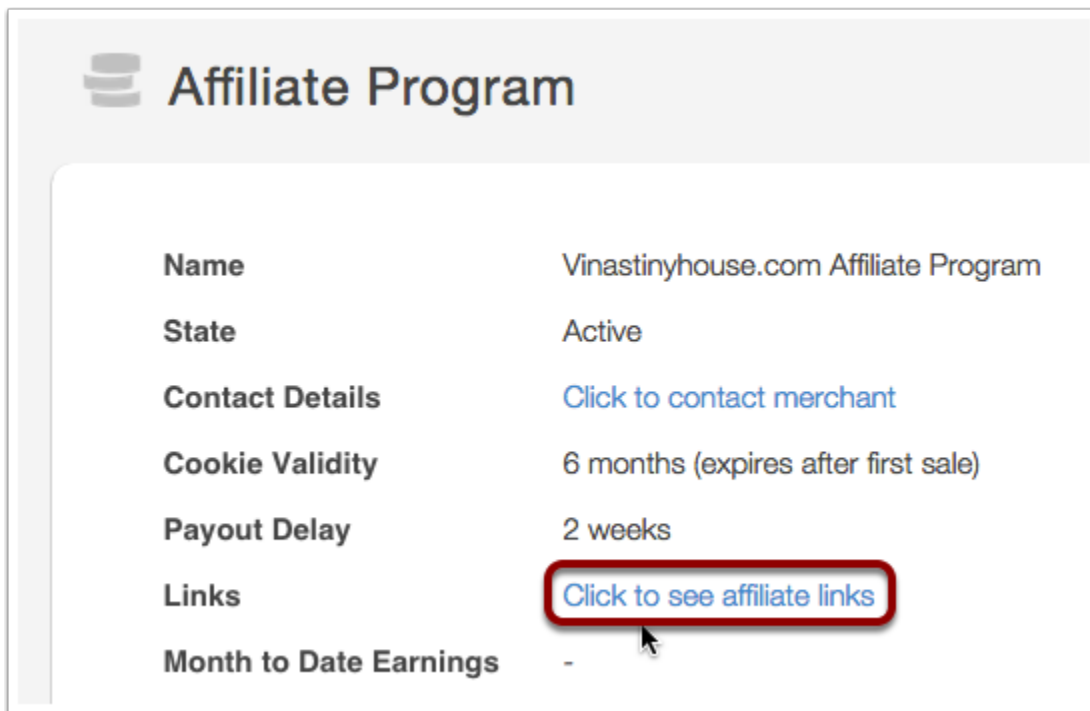 Affiliate Program
Name Vinastinyhouse.com Affiliate Program
State Active
Contact Details Click to contact merchant
Cookie Validity 6 months (expires after first sale)
Payout Delay 2 weeks
Links Click to see affiliate links
Month to Date Earnings -